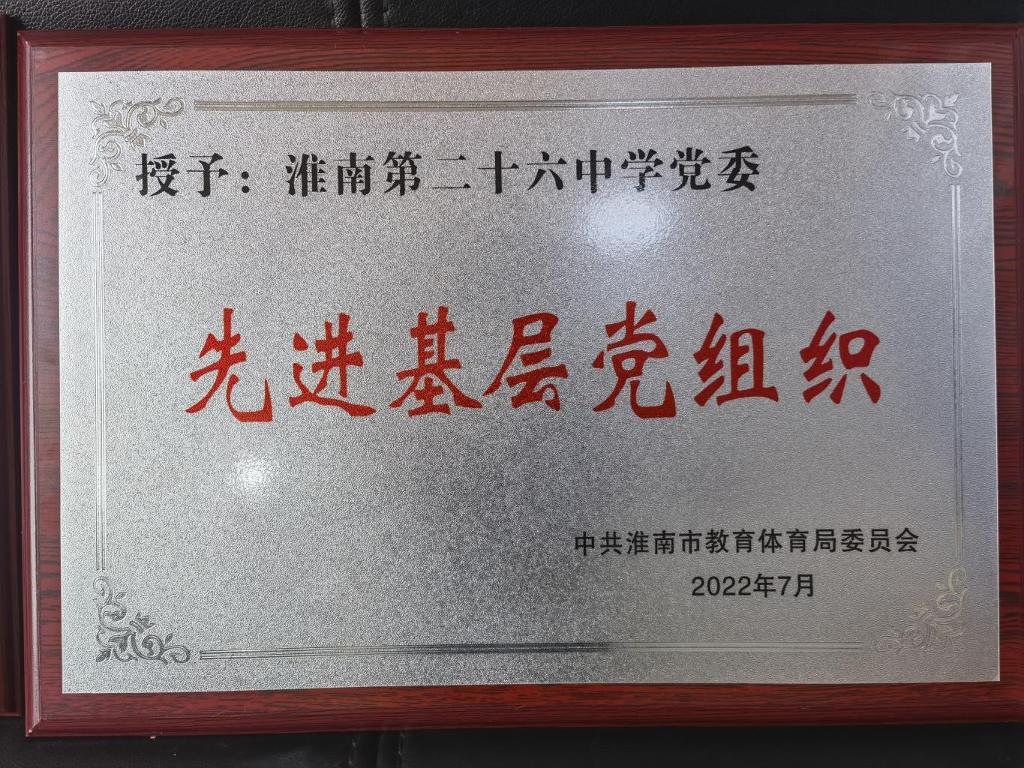 授予：淮南第二十六中学党委
先进基层党组织
中共淮南市教育体育局委员会
2022年7月